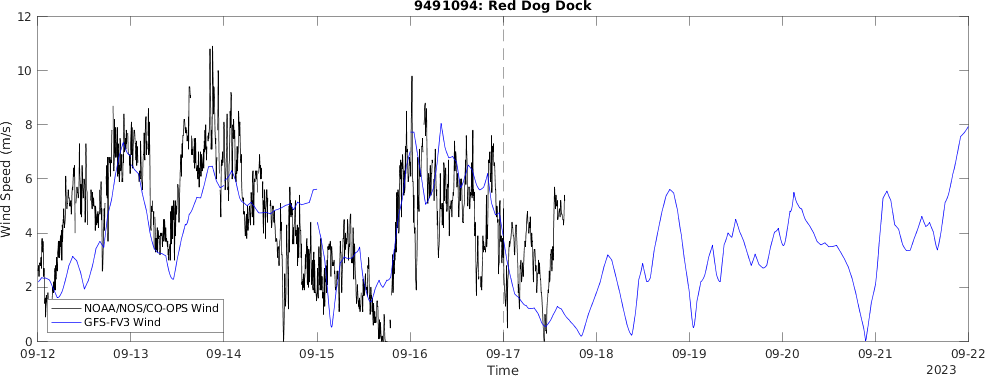 9491094: Red Dog Dock
12
10
8
6
4
2
0
Wind Speed (m/s)
NOAA/NOS/CO-OPS Wind
GFS-FV3 Wind
09-12 09-13 09-14 09-15 09-16 09-17 09-18 09-19 09-20 09-21 09-22
Time
2023